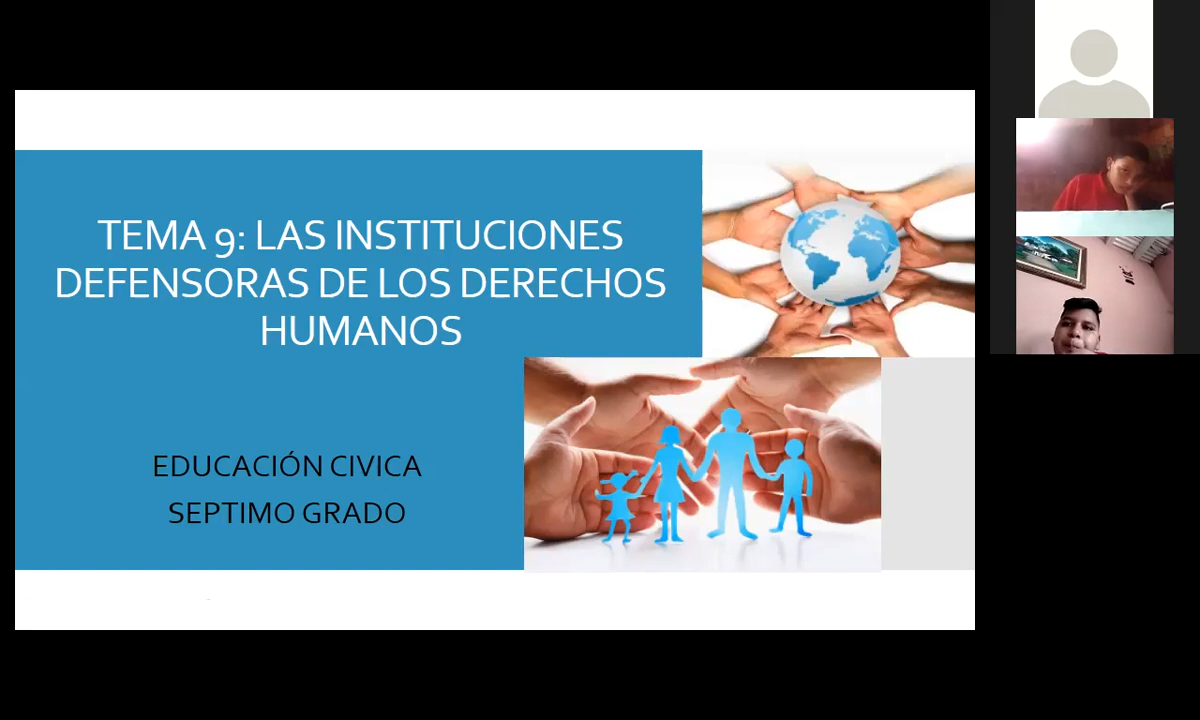 TEMA 9: LAS INSTITUCIONES
DEFENSORAS DE LOS DERECHOS
HUMANOS
EDUCACIÓN CIVICA
SEPTIMO GRADO